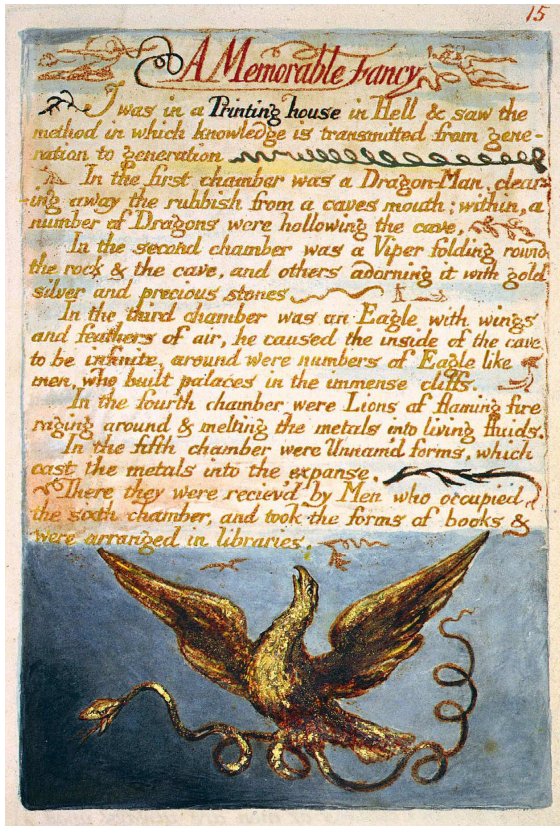 15
A Memorable Fancy
I was in a Printing house in Hell & saw the
method in which knowledge is transmitted from gene-
ration to generation
In the first chamber was a Dragon-Man, clear-
ing away the rubbish from a caves mouth; within, a
number of Dragons were hollowing the cave,
In the second chamber was a Viper folding round
the rock & the cave, and others adorning it with gold
silver and precious stones
In the third chamber was an Eagle with wings
and feathers of air, he caused the inside of the cave
to be infinite, around were numbers of Eagle like
men, who built palaces in the immense cliffs.
In the fourth chamber were Lions of flaming fire
raging around & melting the metals into living fluids.
In the fifth chamber were Unnam'd forms, which
cast the metals into the expanse.
There they were reciev'd by Men who occupied
the sixth chamber, and took the forms of books &
were arranged in libraries.